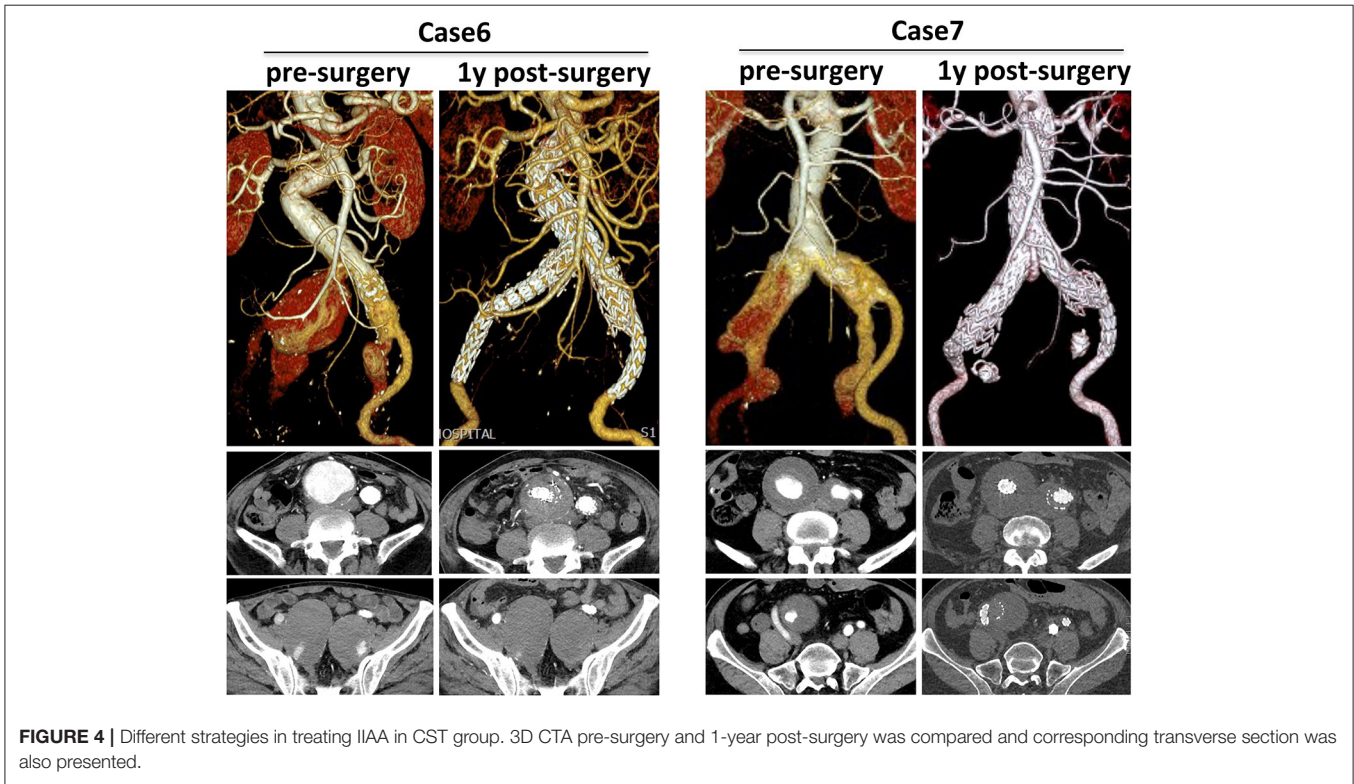 Case6
Case7
pre-surgery
1y post-surgery
pre-surgery
1y post-surgery
HOSPITAL
S1
FIGURE 4 | Different strategies in treating IIAA in CST group. 3D CTA pre-surgery and 1-year post-surgery was compared and corresponding transverse section was
also presented.